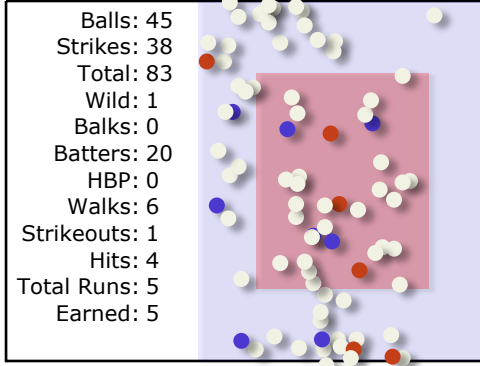 Balls: 45
Strikes: 38
Total: 83
Wild: 1
Balks: 0
Batters: 20
HBP: 0
Walks: 6
Strikeouts: 1
Hits: 4
Total Runs: 5
Earned: 5